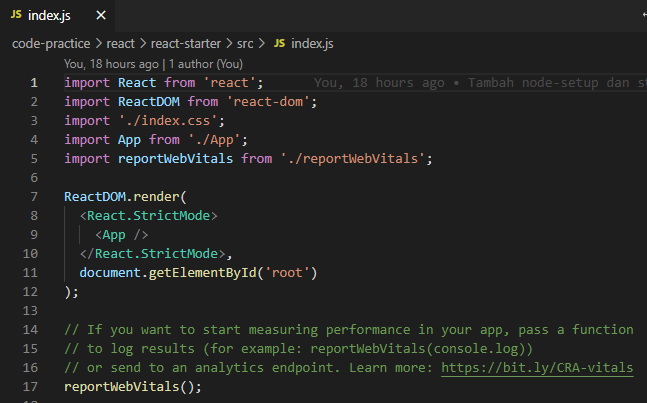 JS index.js ×
code-practice > react > react-starter > src > JS index.js
You, 18 hours ago | 1 author (You)
1 import React from 'react'; You, 18 hours ago • Tambah node-setup dan
2 import ReactDOM from 'react-dom';
3 import './index.css';
4 import App from './App';
5 import reportWebVitals from './reportWebVitals';
6
7 ReactDOM.render(
8   <React.StrictMode>
9     <App />
10   </React.StrictMode>,
11   document.getElementById('root')
12 );
13
14 // If you want to start measuring performance in your app, pass a function
15 // to log results (for example: reportWebVitals(console.log))
16 // or send to an analytics endpoint. Learn more: https://bit.ly/CRA-vitals
17 reportWebVitals();